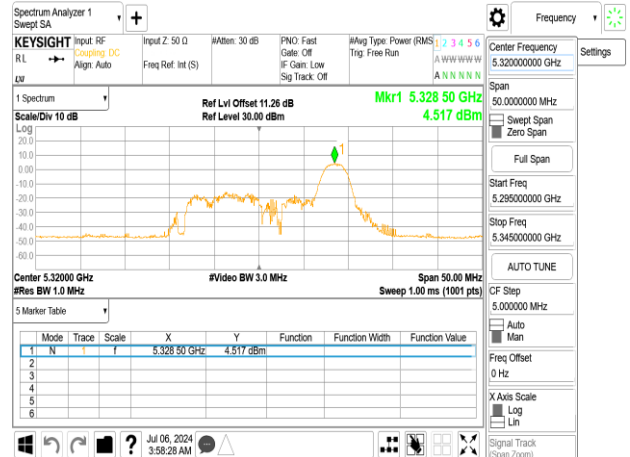 Spectrum Analyzer 1
Swept SA
Frequency
KEYSIGHT
RL
Input: RF
Coupling: DC
Align: Auto
Input Z: 50 Ω
Freq Ref: Int (S)
#Atten: 30 dB
PNO: Fast
Gate: Off
IF Gain: Low
Sig Track: Off
#Avg Type: Power (RMS
Trig: Free Run
1 2 3 4 5 6
A W W W W W
A N N N N N
LXI
1 Spectrum
Scale/Div 10 dB
Ref Lvl Offset 11.26 dB
Ref Level 30.00 dBm
Mkr1 5.328 50 GHz
4.517 dBm
Log
20.0
10.0
0.00
-10.0
-20.0
-30.0
-40.0
-50.0
-60.0
1
Center 5.32000 GHz
#Res BW 1.0 MHz
#Video BW 3.0 MHz
Span 50.00 MHz
Sweep 1.00 ms (1001 pts)
5 Marker Table
Mode Trace Scale X Y Function Function Width Function Value
1 N 1 f 5.328 50 GHz 4.517 dBm
2
3
4
5
6
?
Jul 06, 2024
3:58:28 AM
Center Frequency
5.320000000 GHz
Settings
Span
50.0000000 MHz
Swept Span
Zero Span
Full Span
Start Freq
5.295000000 GHz
Stop Freq
5.345000000 GHz
AUTO TUNE
CF Step
5.000000 MHz
Auto
Man
Freq Offset
0 Hz
X Axis Scale
Log
Lin
Signal Track
(Span Zoom)